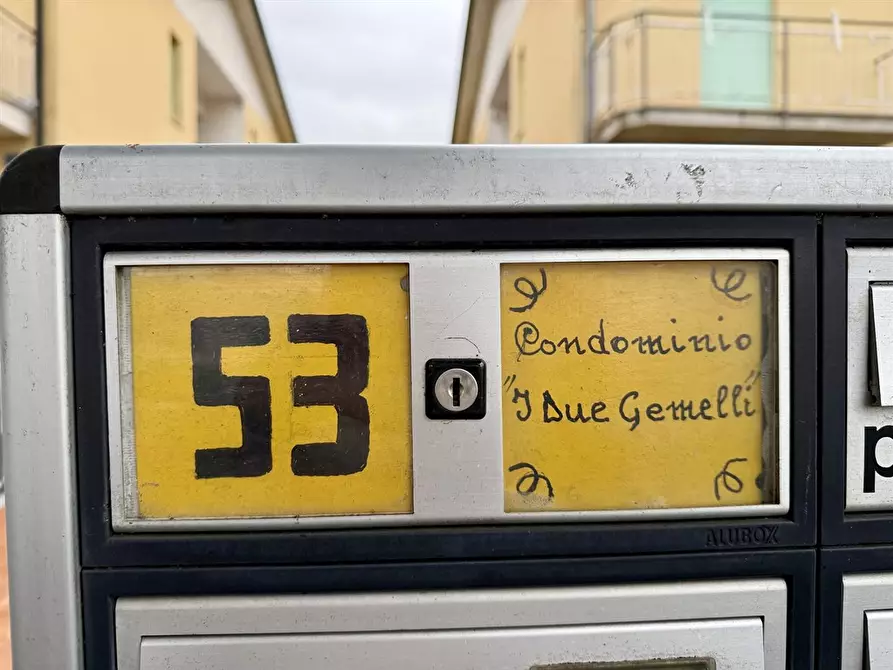 53
Condominio
"I Due Gemelli"
ALUBOX
p